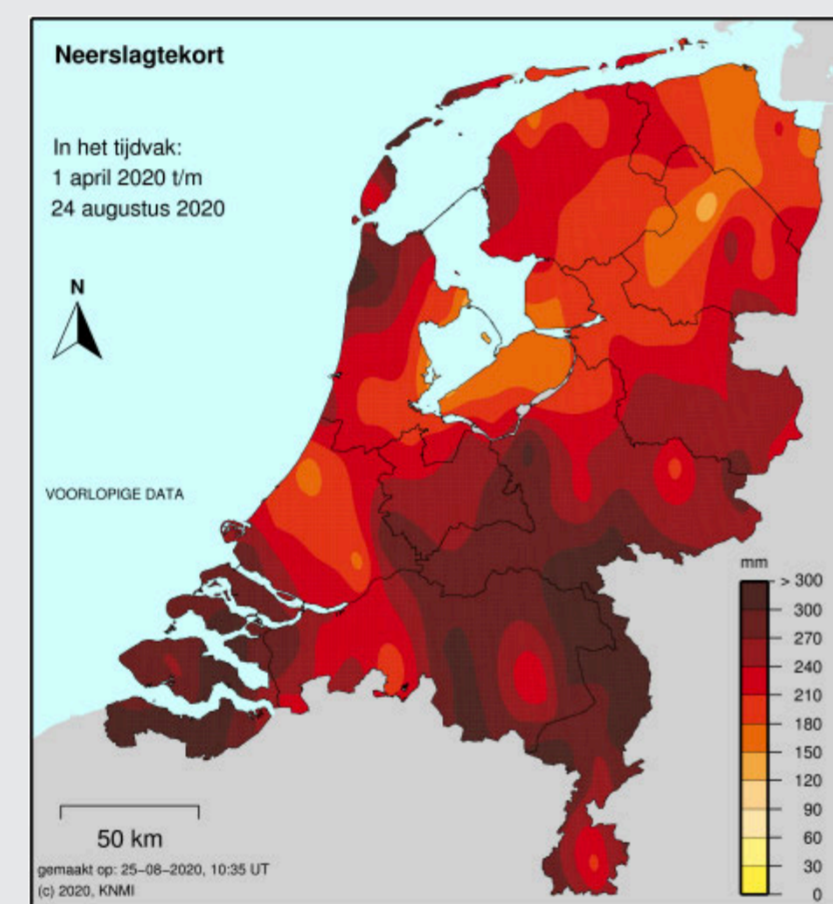 Neerslagtekort
In het tijdvak:
1 april 2020 t/m
24 augustus 2020
N
VOORLOPIGE DATA
mm
> 300
300
270
240
210
180
150
120
90
60
30
0
50 km
gemaakt op: 25-08-2020, 10:35 UT
(c) 2020, KNMI